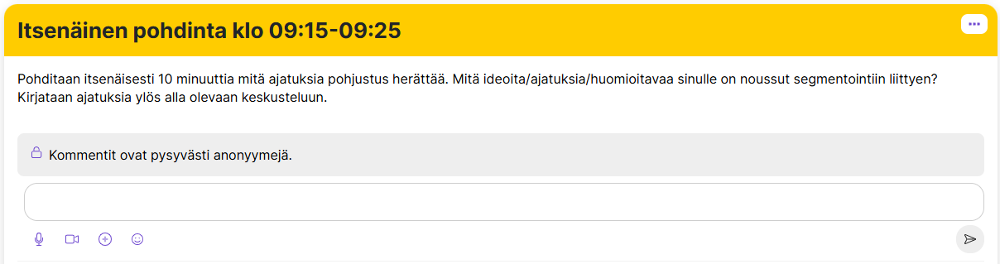 Itsenäinen pohdinta klo 09:15-09:25
Pohditaan itsenäisesti 10 minuuttia mitä ajatuksia pohjustus herättää. Mitä ideoita/ajatuksia/huomioitavaa sinulle on noussut segmentointiin liittyen?
Kirjataan ajatuksia ylös alla olevaan keskusteluun.
Kommentit ovat pysyvästi anonyymejä.